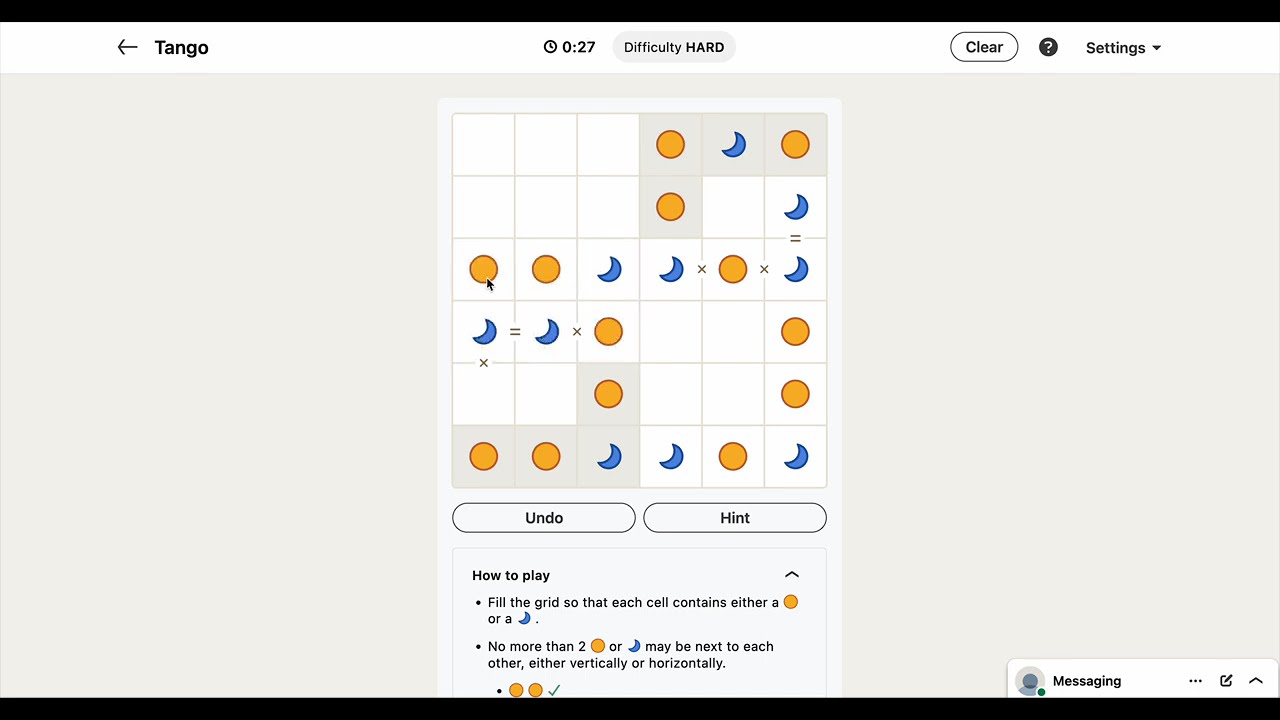 Tango
0:27
Difficulty HARD
Clear
?
Settings
=
× ×
= ×
×
Undo
Hint
How to play
• Fill the grid so that each cell contains either a
or a .
• No more than 2 or may be next to each
other, either vertically or horizontally.
• ✓
Messaging